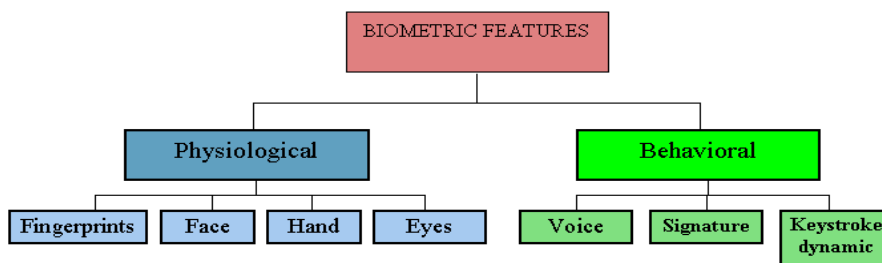 BIOMETRIC FEATURES
Physiological
Behavioral
Fingerprints
Face
Hand
Eyes
Voice
Signature
Keystroke
dynamic